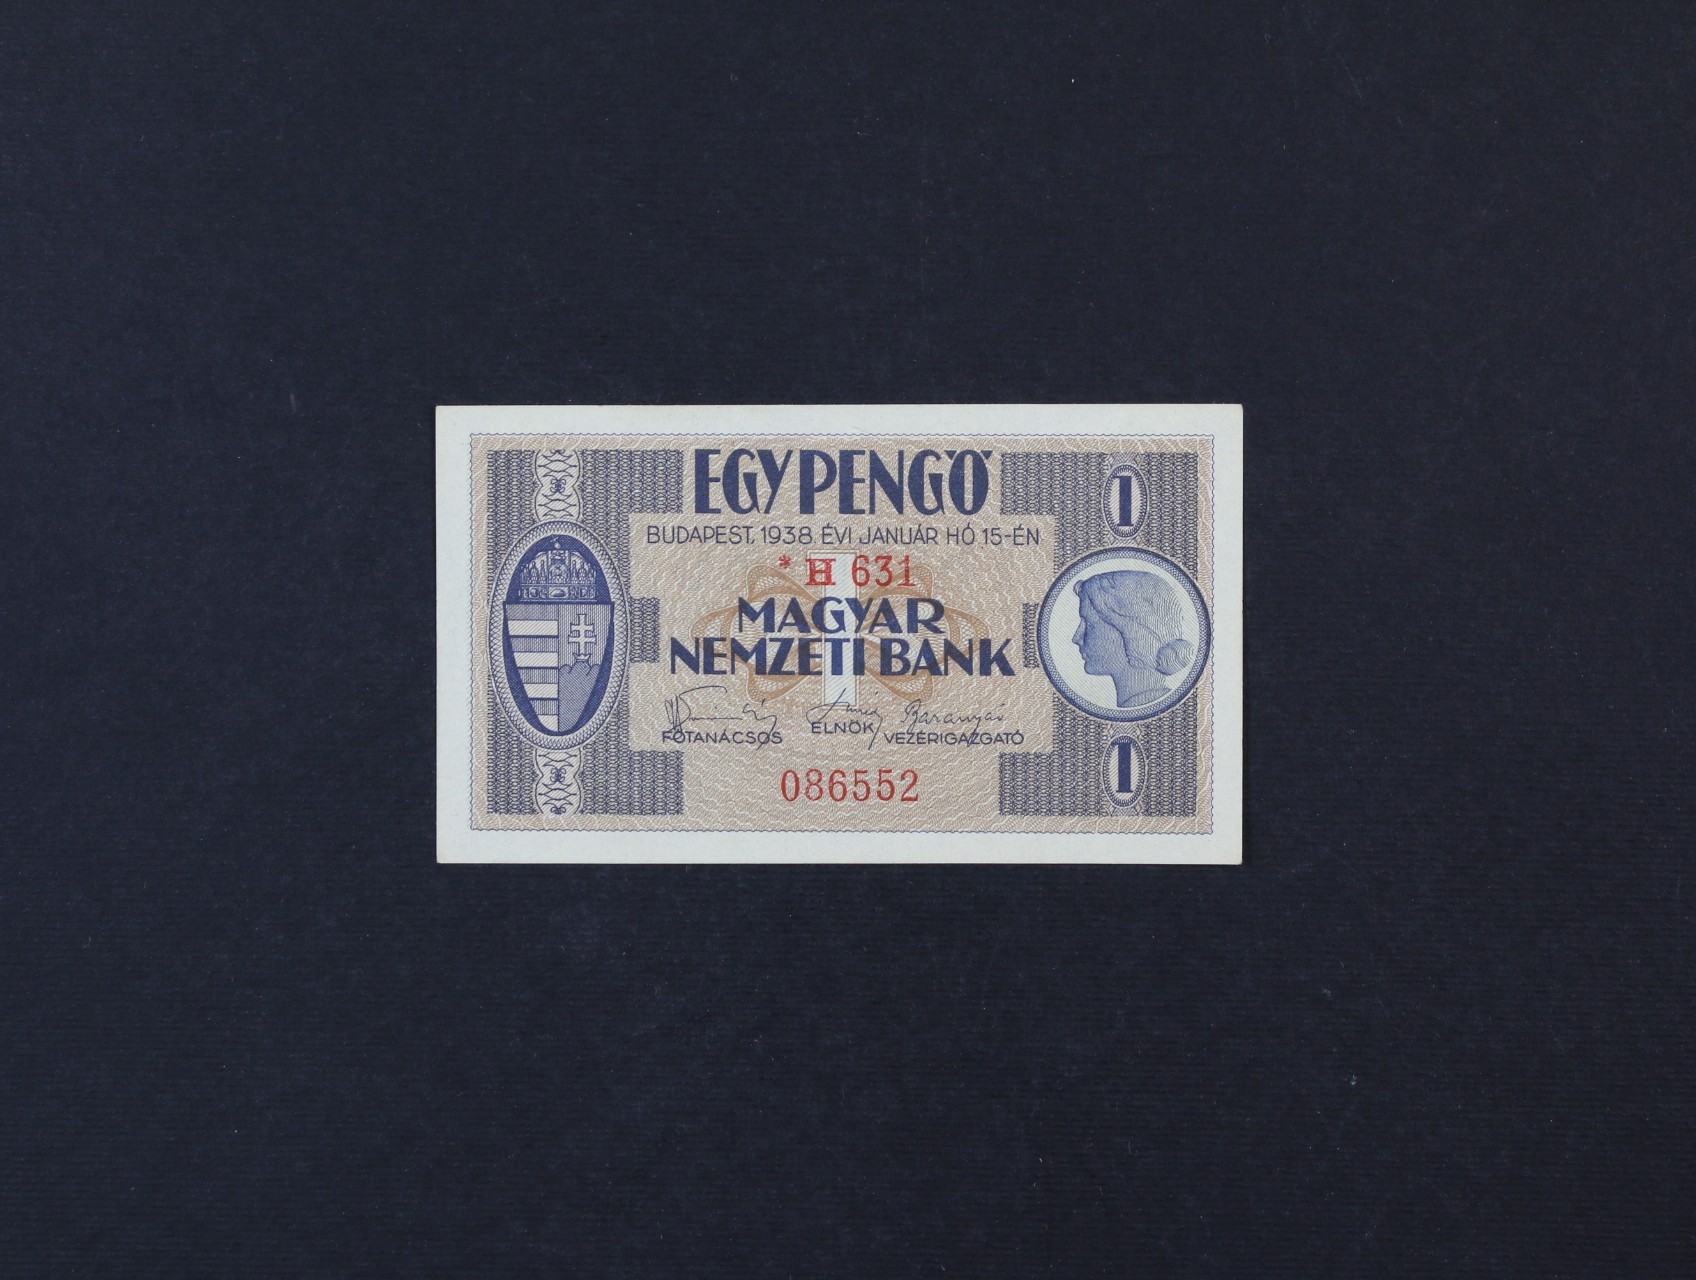 EGY PENGŐ
1
BUDAPEST, 1938. ÉVI JANUÁR HÓ 15-ÉN
* H 631
MAGYAR
NEMZETI BANK
Baranyai
FŐTANÁCSOS ELNÖK VEZÉRIGAZGATÓ
1
086552